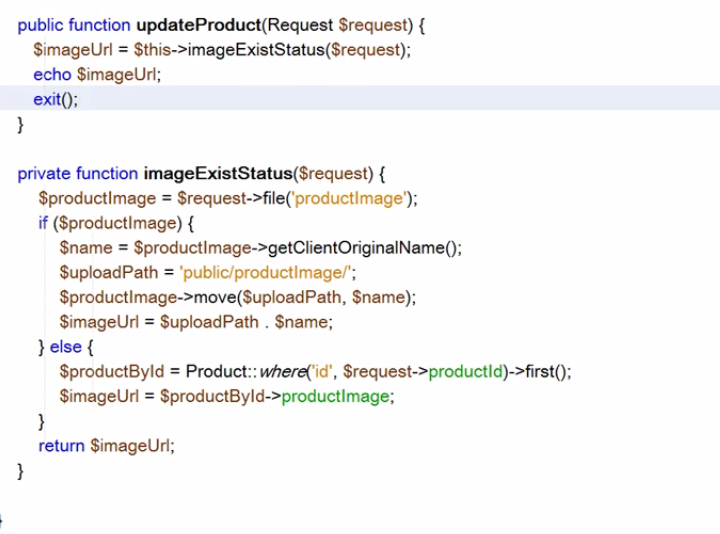 public function updateProduct(Request $request) {
$imageUrl = $this->imageExistStatus($request);
echo $imageUrl;
exit();
}
private function imageExistStatus($request) {
$productImage = $request->file('productImage');
if ($productImage) {
$name = $productImage->getClientOriginalName();
$uploadPath = 'public/productImage/';
$productImage->move($uploadPath, $name);
$imageUrl = $uploadPath . $name;
} else {
$productById = Product::where('id', $request->productId)->first();
$imageUrl = $productById->productImage;
}
return $imageUrl;
}
}